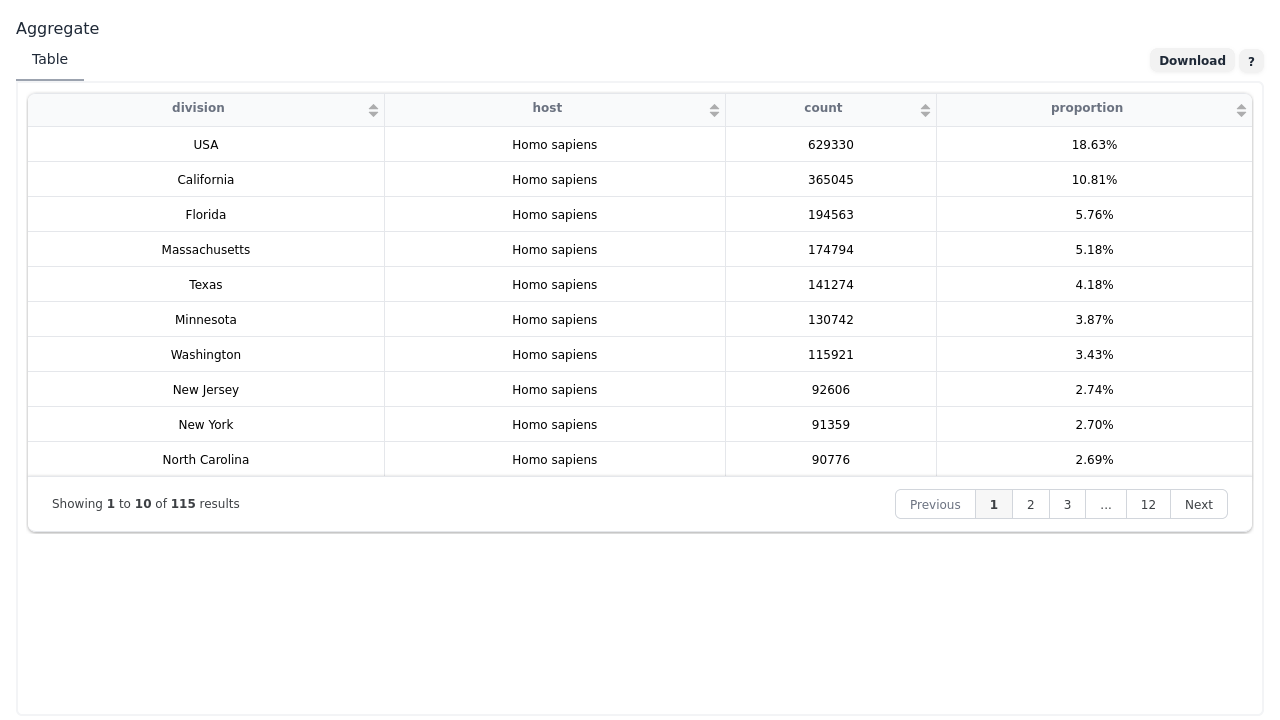 Aggregate
Table
Download ?
division host count proportion
USA Homo sapiens 629330 18.63%
California Homo sapiens 365045 10.81%
Florida Homo sapiens 194563 5.76%
Massachusetts Homo sapiens 174794 5.18%
Texas Homo sapiens 141274 4.18%
Minnesota Homo sapiens 130742 3.87%
Washington Homo sapiens 115921 3.43%
New Jersey Homo sapiens 92606 2.74%
New York Homo sapiens 91359 2.70%
North Carolina Homo sapiens 90776 2.69%
Showing 1 to 10 of 115 results
Previous 1 2 3 ... 12 Next